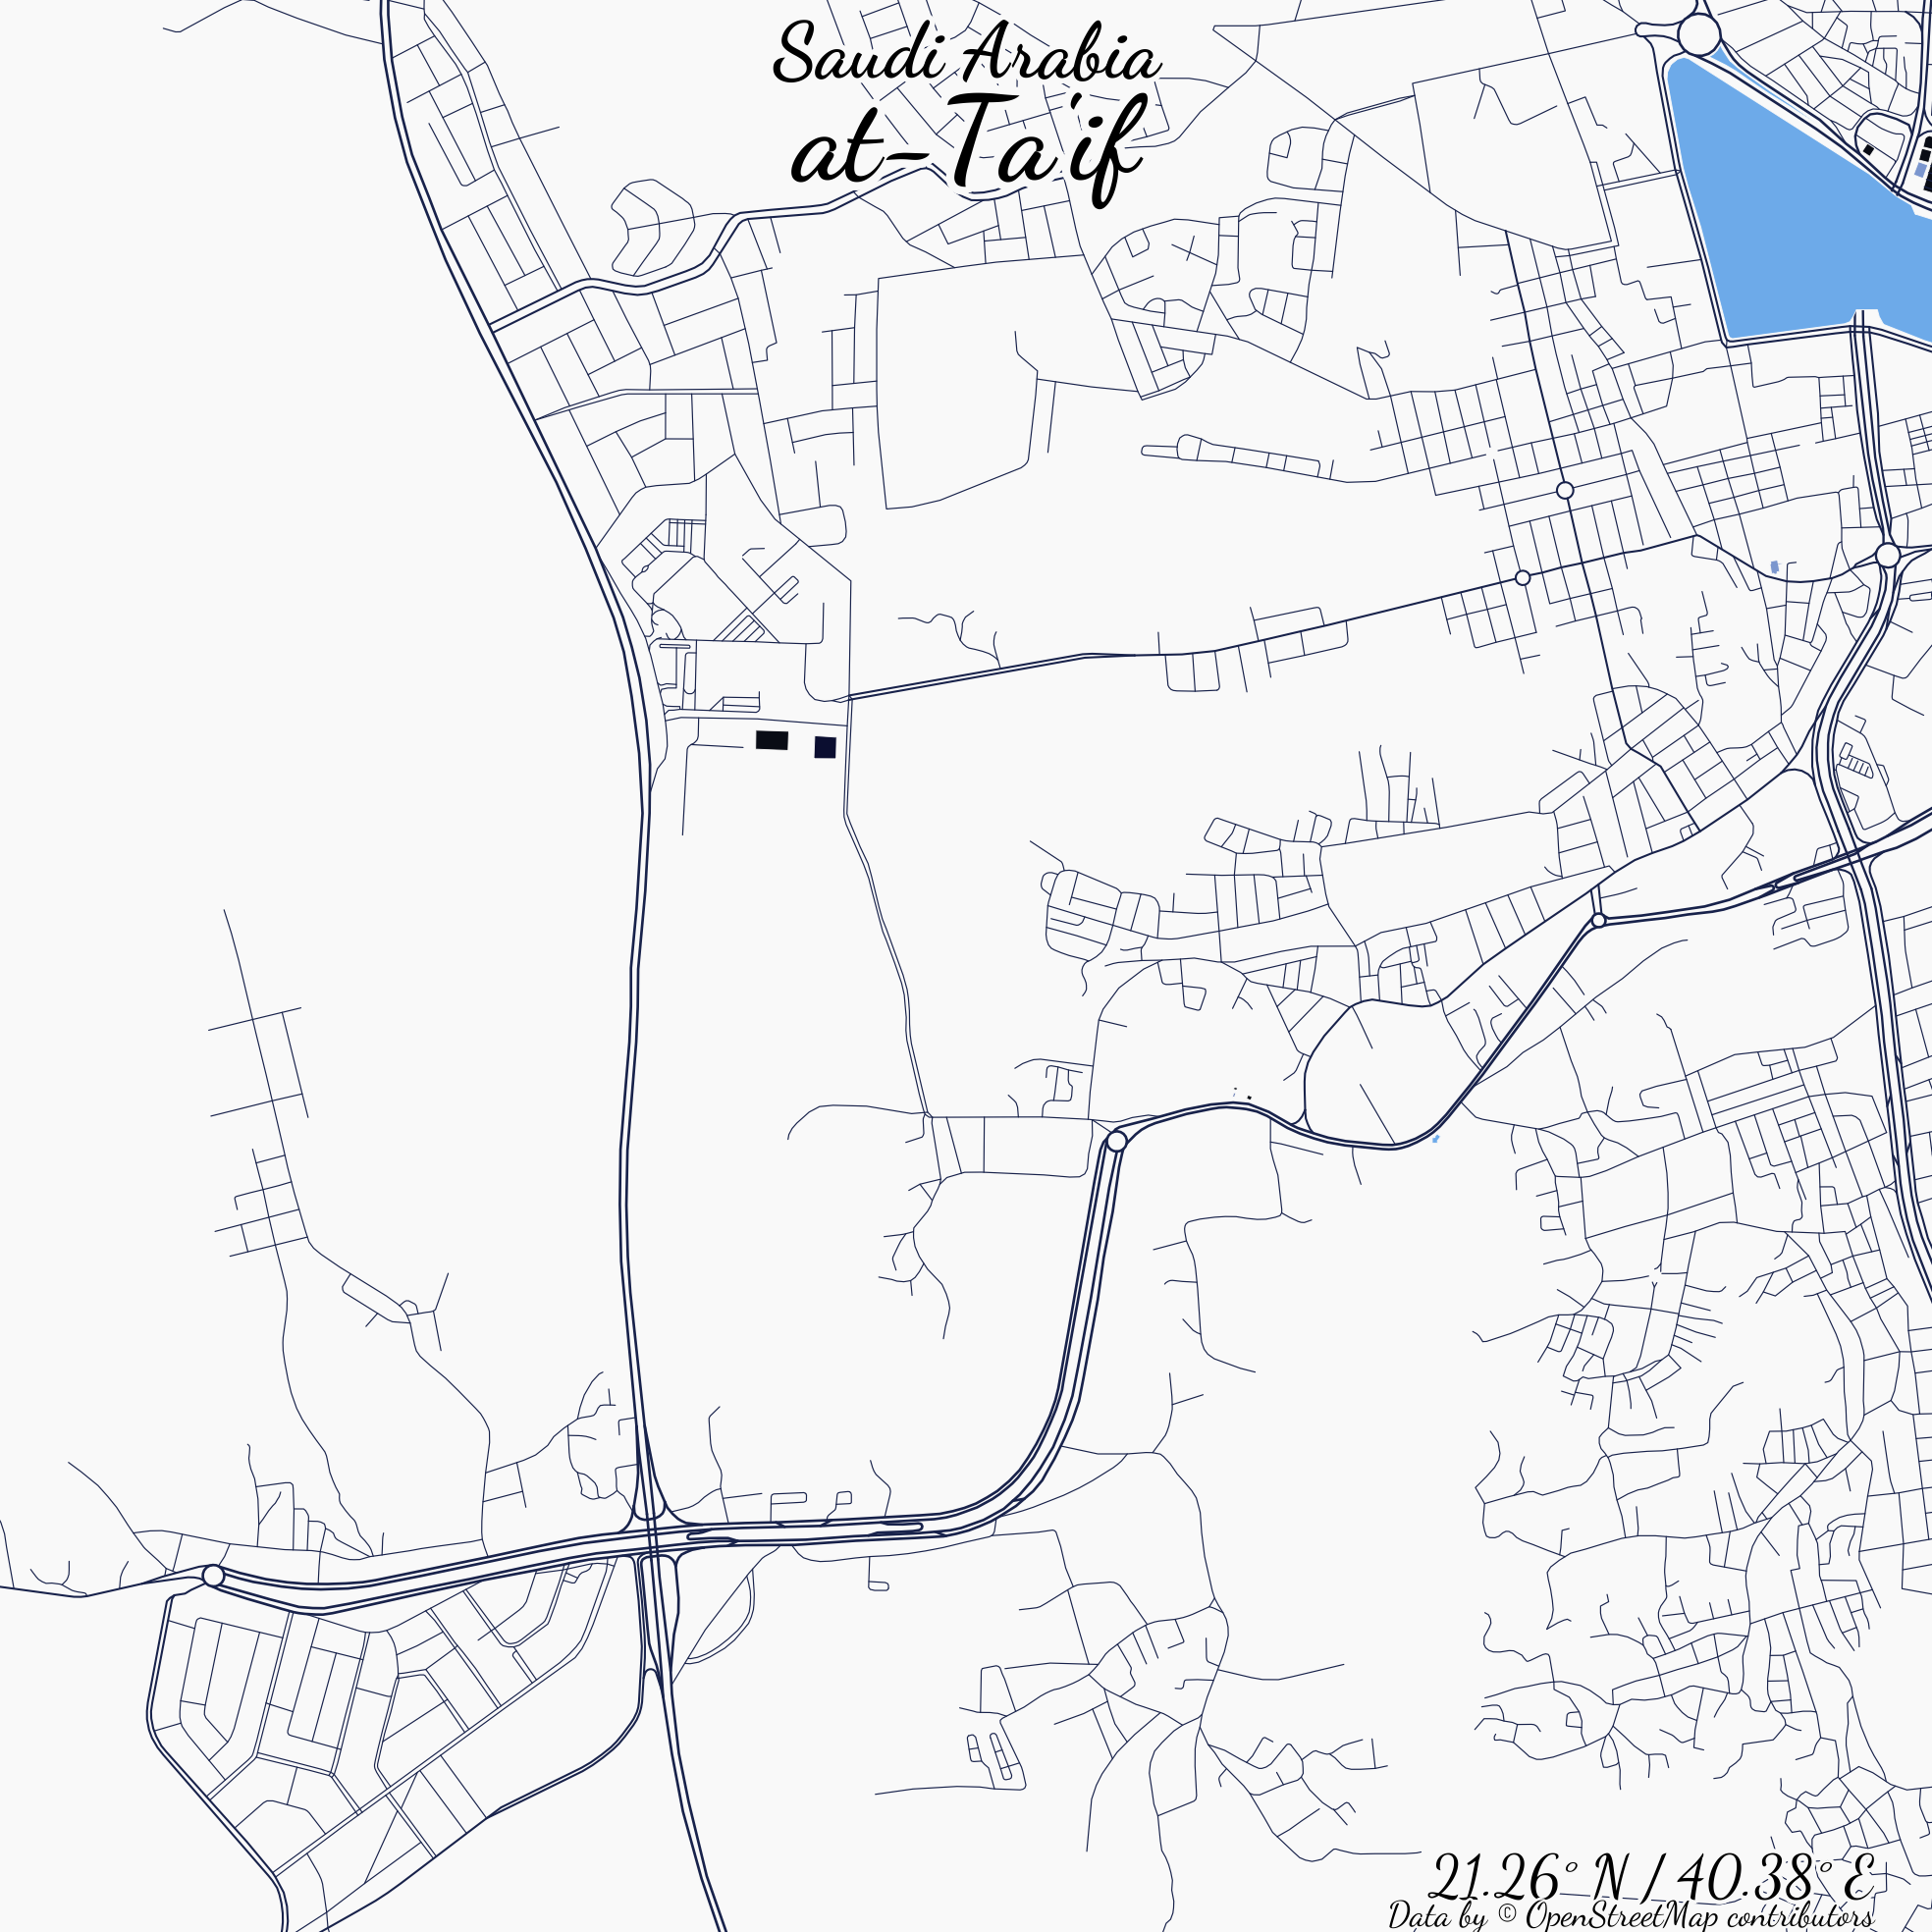 Saudi Arabia
at-Ta'if
21.26° N / 40.38° E
Data by © OpenStreetMap contributors